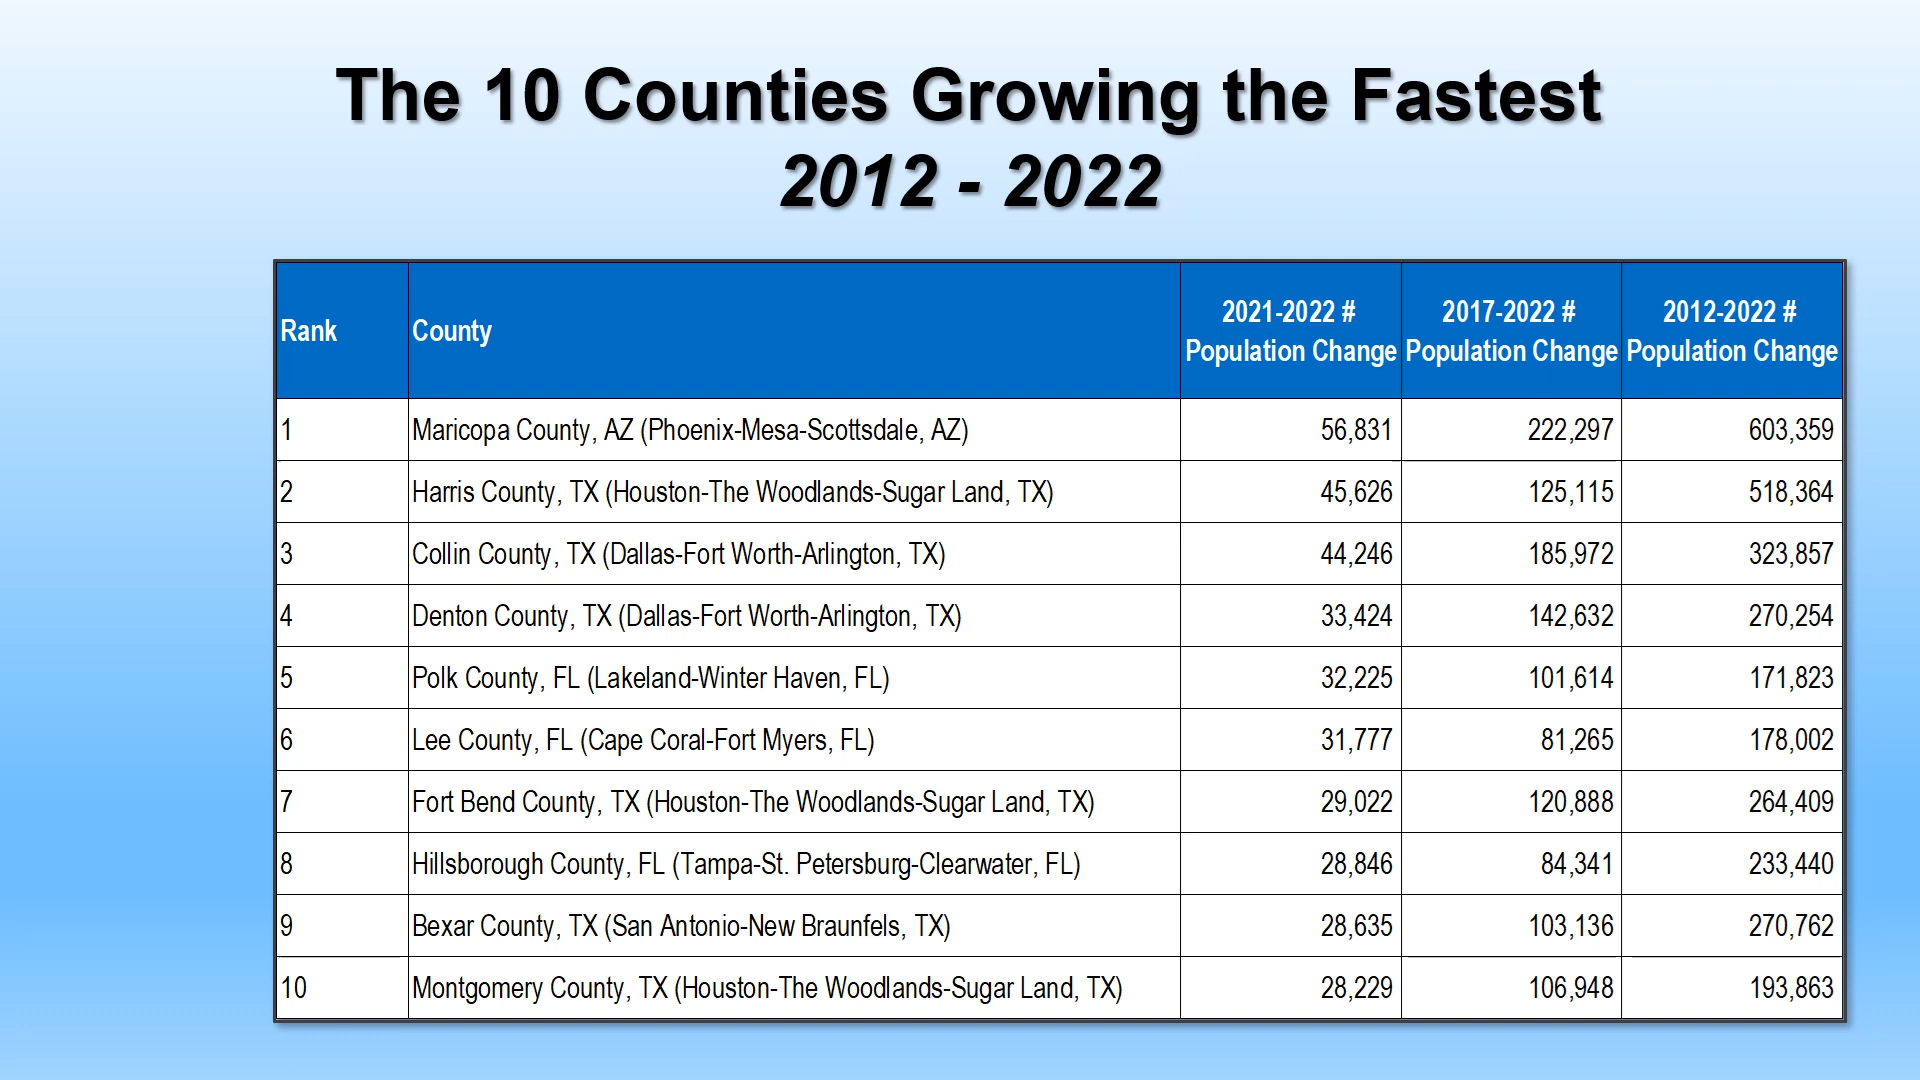 The 10 Counties Growing the Fastest
2012 - 2022
Rank County 2021-2022 # Population Change 2017-2022 # Population Change 2012-2022 # Population Change
1 Maricopa County, AZ (Phoenix-Mesa-Scottsdale, AZ) 56,831 222,297 603,359
2 Harris County, TX (Houston-The Woodlands-Sugar Land, TX) 45,626 125,115 518,364
3 Collin County, TX (Dallas-Fort Worth-Arlington, TX) 44,246 185,972 323,857
4 Denton County, TX (Dallas-Fort Worth-Arlington, TX) 33,424 142,632 270,254
5 Polk County, FL (Lakeland-Winter Haven, FL) 32,225 101,614 171,823
6 Lee County, FL (Cape Coral-Fort Myers, FL) 31,777 81,265 178,002
7 Fort Bend County, TX (Houston-The Woodlands-Sugar Land, TX) 29,022 120,888 264,409
8 Hillsborough County, FL (Tampa-St. Petersburg-Clearwater, FL) 28,846 84,341 233,440
9 Bexar County, TX (San Antonio-New Braunfels, TX) 28,635 103,136 270,762
10 Montgomery County, TX (Houston-The Woodlands-Sugar Land, TX) 28,229 106,948 193,863